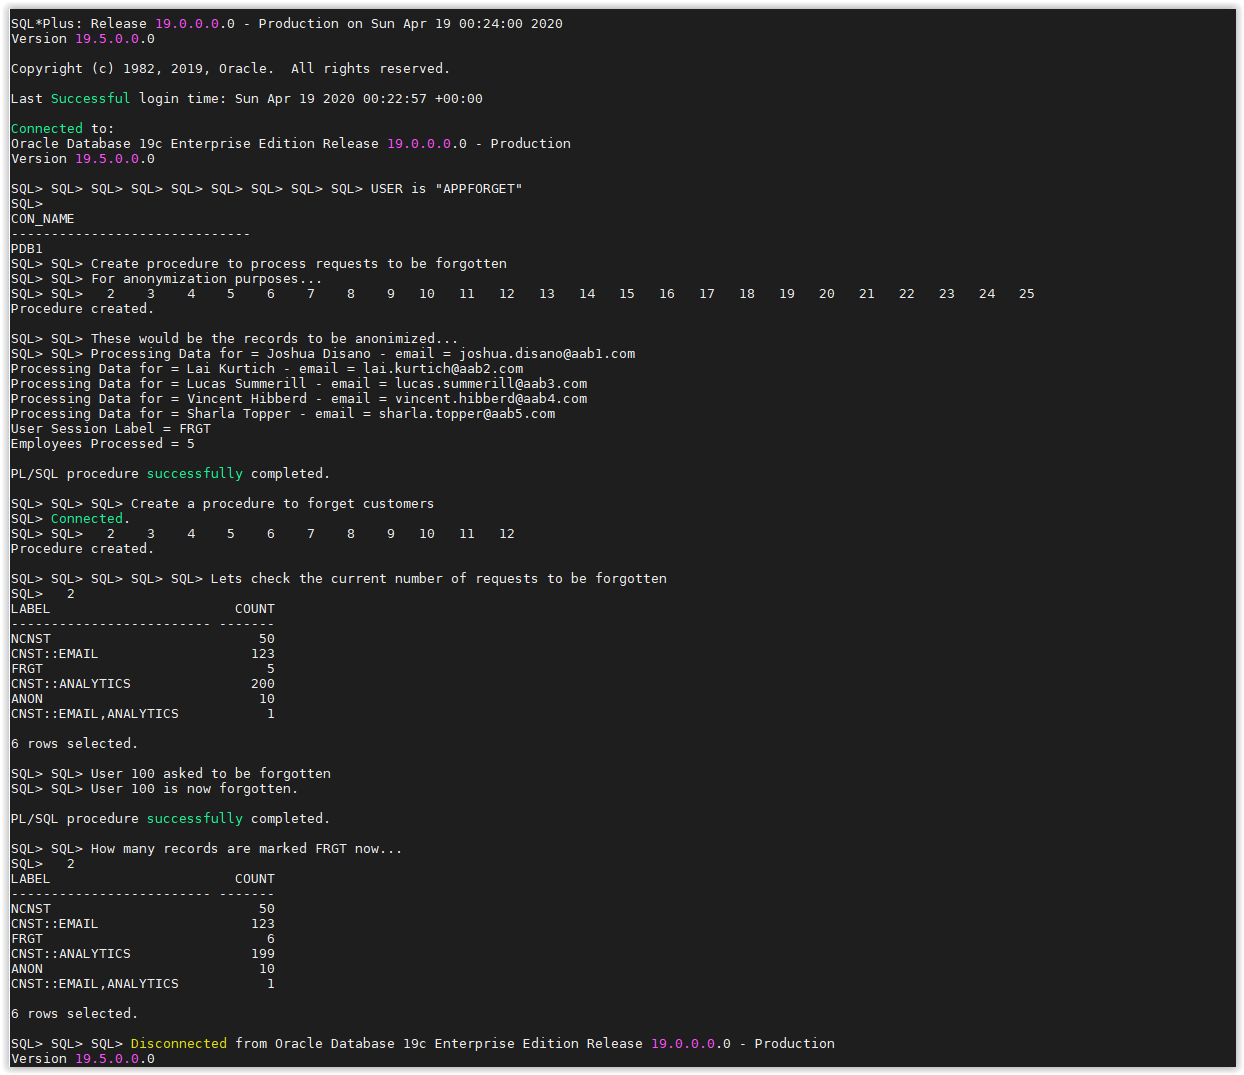 SQL*Plus: Release 19.0.0.0.0 - Production on Sun Apr 19 00:24:00 2020
Version 19.5.0.0.0
Copyright (c) 1982, 2019, Oracle.  All rights reserved.
Last Successful login time: Sun Apr 19 2020 00:22:57 +00:00
Connected to:
Oracle Database 19c Enterprise Edition Release 19.0.0.0.0 - Production
Version 19.5.0.0.0
SQL> SQL> SQL> SQL> SQL> SQL> SQL> SQL> SQL> USER is "APPFORGET"
SQL>
CON_NAME
------------------------------
PDB1
SQL> SQL> Create procedure to process requests to be forgotten
SQL> SQL> For anonymization purposes...
SQL> SQL>   2    3    4    5    6    7    8    9   10   11   12   13   14   15   16   17   18   19   20   21   22   23   24   25
Procedure created.
SQL> SQL> These would be the records to be anonimized...
SQL> SQL> Processing Data for = Joshua Disano - email = joshua.disano@aab1.com
Processing Data for = Lai Kurtich - email = lai.kurtich@aab2.com
Processing Data for = Lucas Summerill - email = lucas.summerill@aab3.com
Processing Data for = Vincent Hibberd - email = vincent.hibberd@aab4.com
Processing Data for = Sharla Topper - email = sharla.topper@aab5.com
User Session Label = FRGT
Employees Processed = 5
PL/SQL procedure successfully completed.
SQL> SQL> SQL> Create a procedure to forget customers
SQL> Connected.
SQL> SQL>   2    3    4    5    6    7    8    9   10   11   12
Procedure created.
SQL> SQL> SQL> SQL> SQL> Lets check the current number of requests to be forgotten
SQL>   2
LABEL                       COUNT
------------------------- -------
NCNST                          50
CNST::EMAIL                   123
FRGT                            5
CNST::ANALYTICS               200
ANON                           10
CNST::EMAIL,ANALYTICS           1
6 rows selected.
SQL> SQL> User 100 asked to be forgotten
SQL> SQL> User 100 is now forgotten.
PL/SQL procedure successfully completed.
SQL> SQL> How many records are marked FRGT now...
SQL>   2
LABEL                       COUNT
------------------------- -------
NCNST                          50
CNST::EMAIL                   123
FRGT                            6
CNST::ANALYTICS               199
ANON                           10
CNST::EMAIL,ANALYTICS           1
6 rows selected.
SQL> SQL> SQL> Disconnected from Oracle Database 19c Enterprise Edition Release 19.0.0.0.0 - Production
Version 19.5.0.0.0